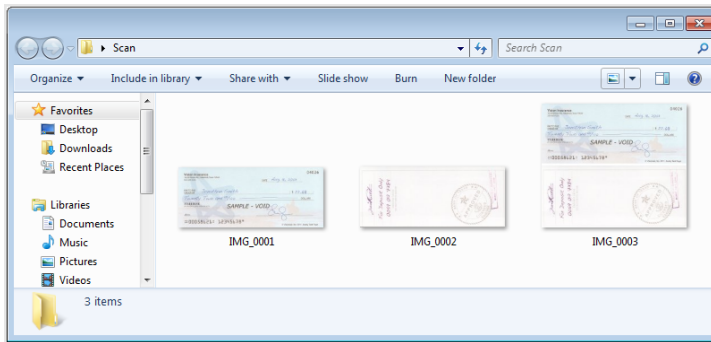 Scan
Search Scan
Organize
Include in library
Share with
Slide show
Burn
New folder
Favorites
Desktop
Downloads
Recent Places
Libraries
Documents
Music
Pictures
Videos
SAMPLE - VOID
IMG_0001
IMG_0002
SAMPLE - VOID
IMG_0003
3 items